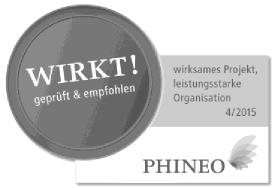 WIRKT!
geprüft & empfohlen
wirksames Projekt,
leistungsstarke
Organisation
4/2015
PHINEO